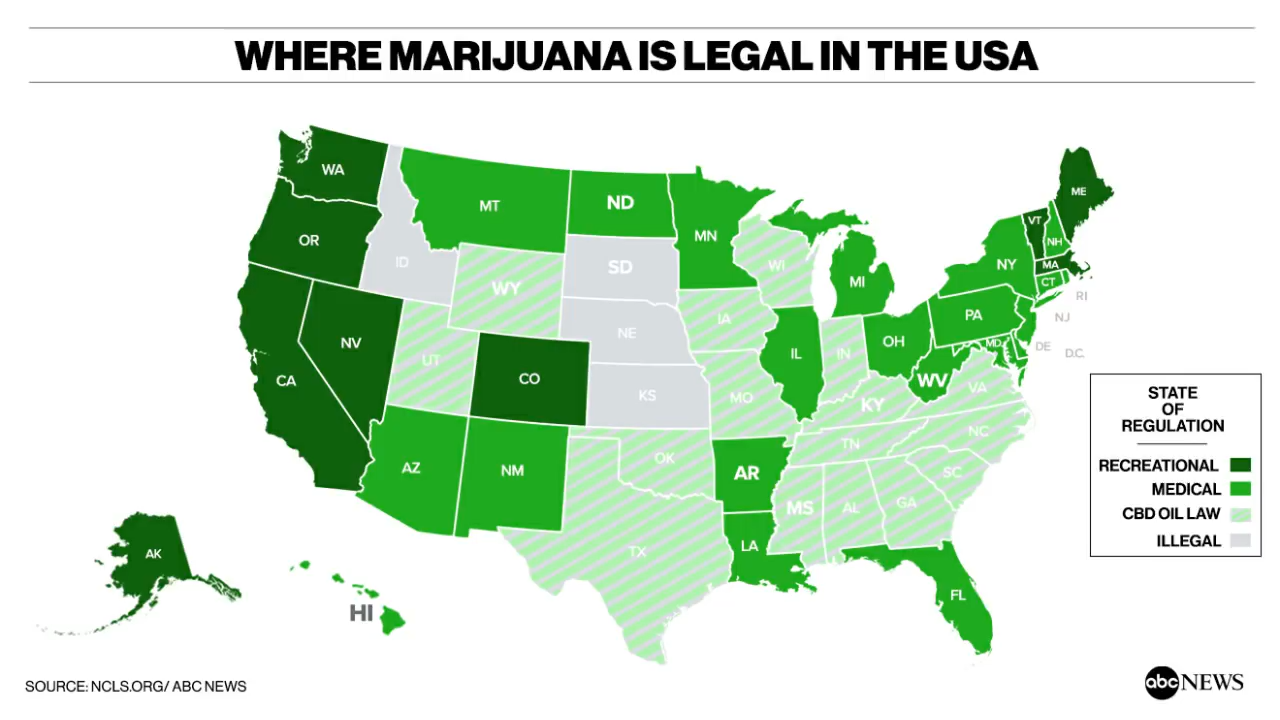 WHERE MARIJUANA IS LEGAL IN THE USA
WA
MT
ND
MN
ME
VT
NH
OR
ID
SD
WI
NY
MA
WY
MI
CT
RI
NV
UT
NE
IA
PA
NJ
CA
CO
KS
IL
IN
OH
MD
DE
D.C.
MO
KY
WV
VA
AZ
NM
OK
AR
TN
NC
SC
MS
AL
GA
TX
LA
FL
AK
HI
STATE
OF
REGULATION
RECREATIONAL
MEDICAL
CBD OIL LAW
ILLEGAL
SOURCE: NCLS.ORG/ ABC NEWS
abc NEWS